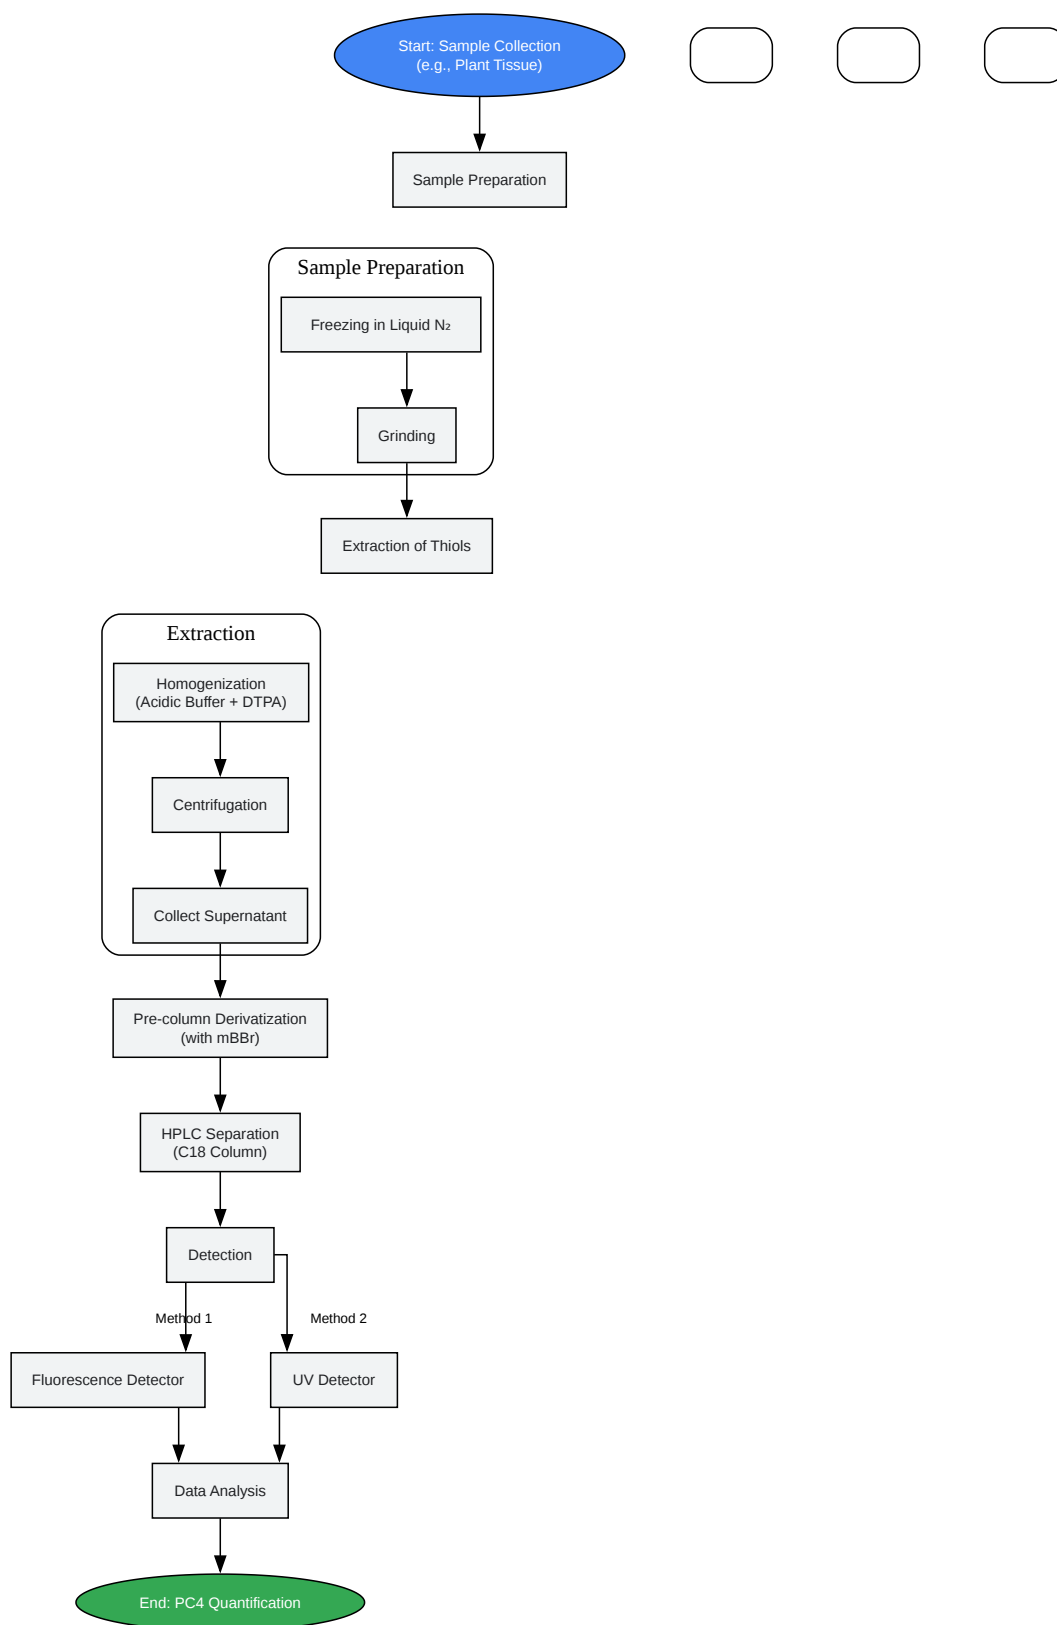 Start: Sample Collection
(e.g., Plant Tissue)
Sample Preparation
Sample Preparation
Freezing in Liquid N₂
Grinding
Extraction of Thiols
Extraction
Homogenization
(Acidic Buffer + DTPA)
Centrifugation
Collect Supernatant
Pre-column Derivatization
(with mBBr)
HPLC Separation
(C18 Column)
Detection
Method 1
Method 2
Fluorescence Detector
UV Detector
Data Analysis
End: PC4 Quantification